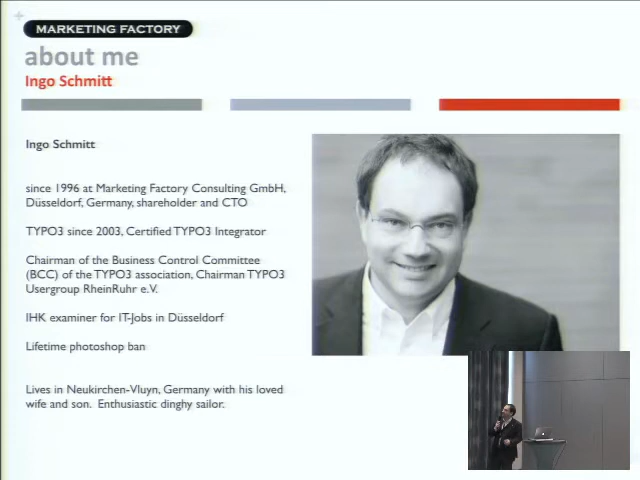 MARKETING FACTORY
about me
Ingo Schmitt
Ingo Schmitt
since 1996 at Marketing Factory Consulting GmbH,
Düsseldorf, Germany, shareholder and CTO
TYPO3 since 2003, Certified TYPO3 Integrator
Chairman of the Business Control Committee
(BCC) of the TYPO3 association, Chairman TYPO3
Usergroup RheinRuhr e.V.
IHK examiner for IT-Jobs in Düsseldorf
Lifetime photoshop ban
Lives in Neukirchen-Vluyn, Germany with his loved
wife and son. Enthusiastic dinghy sailor.